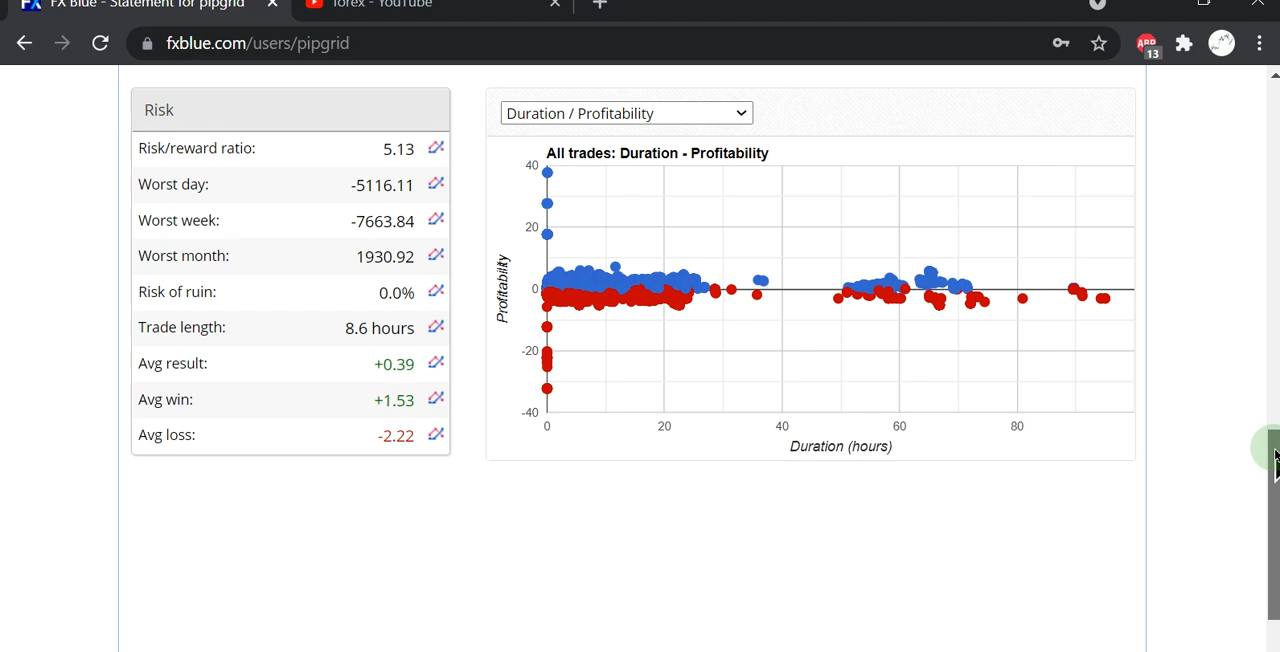 FX Blue - Statement for pipgrid
forex - YouTube
fxblue.com/users/pipgrid
ABP
13
Risk
Risk/reward ratio: 5.13
Worst day: -5116.11
Worst week: -7663.84
Worst month: 1930.92
Risk of ruin: 0.0%
Trade length: 8.6 hours
Avg result: +0.39
Avg win: +1.53
Avg loss: -2.22
Duration / Profitability
All trades: Duration - Profitability
40
20
0
-20
-40
Profitability
0 20 40 60 80
Duration (hours)